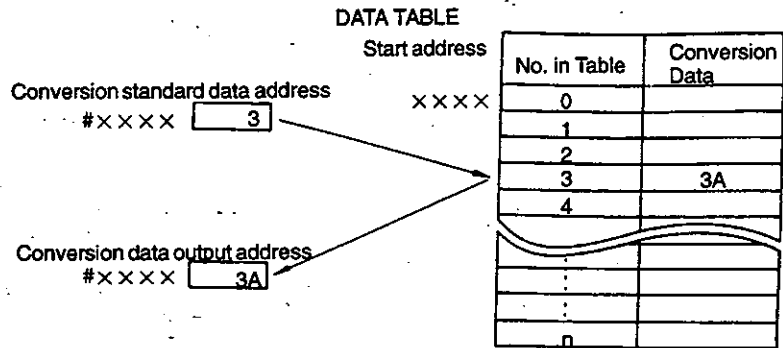 DATA TABLE
Start address
××××
No. in Table
Conversion
Data
0
1
2
3 3A
4
n
Conversion standard data address
#×××× 3
Conversion data output address
#×××× 3A